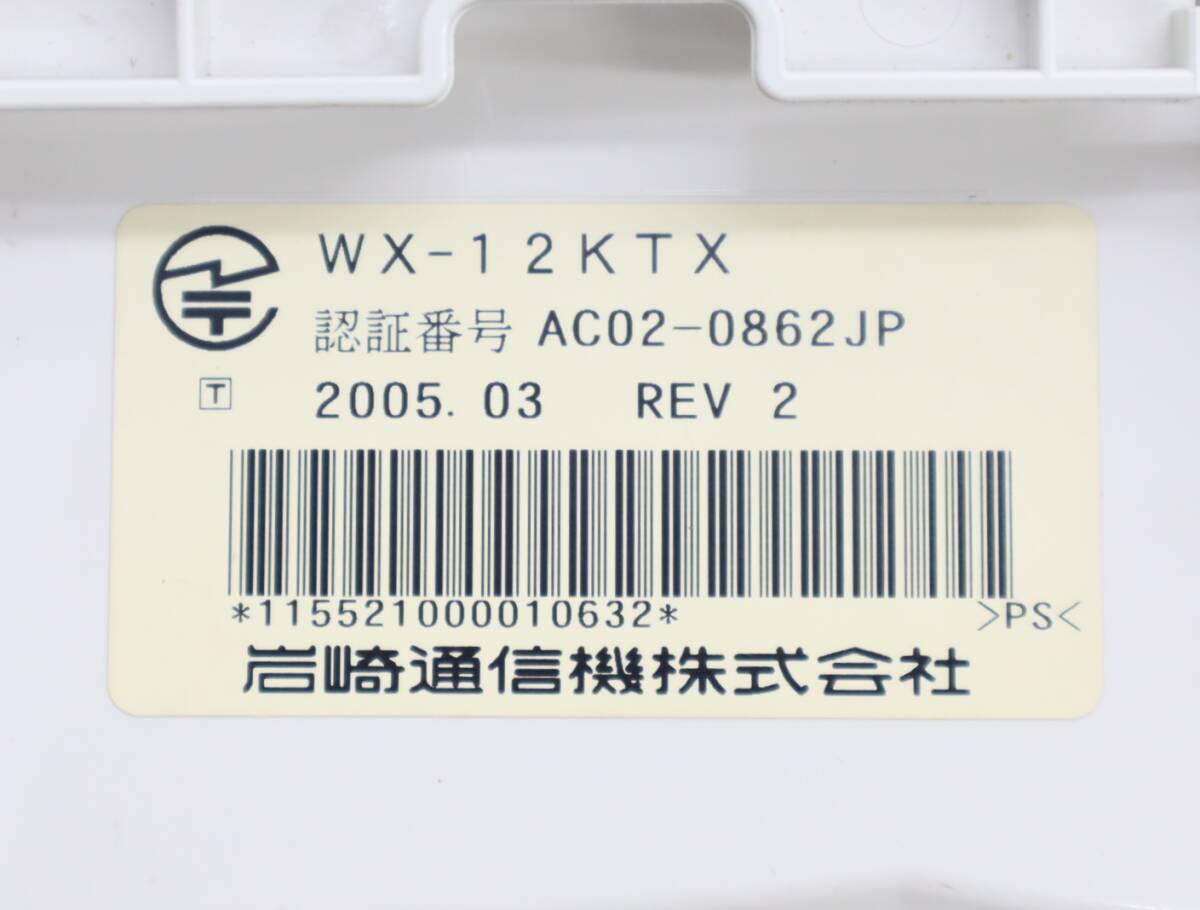 WX-12KTX
認証番号 AC02-0862JP
T 2005.03 REV 2
*115521000010632*
>PS<
岩崎通信機株式会社